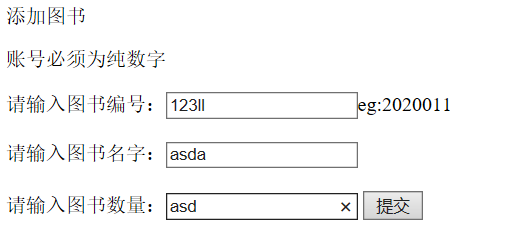 添加图书
账号必须为纯数字
请输入图书编号：123ll eg:2020011
请输入图书名字：asda
请输入图书数量：asd × 提交